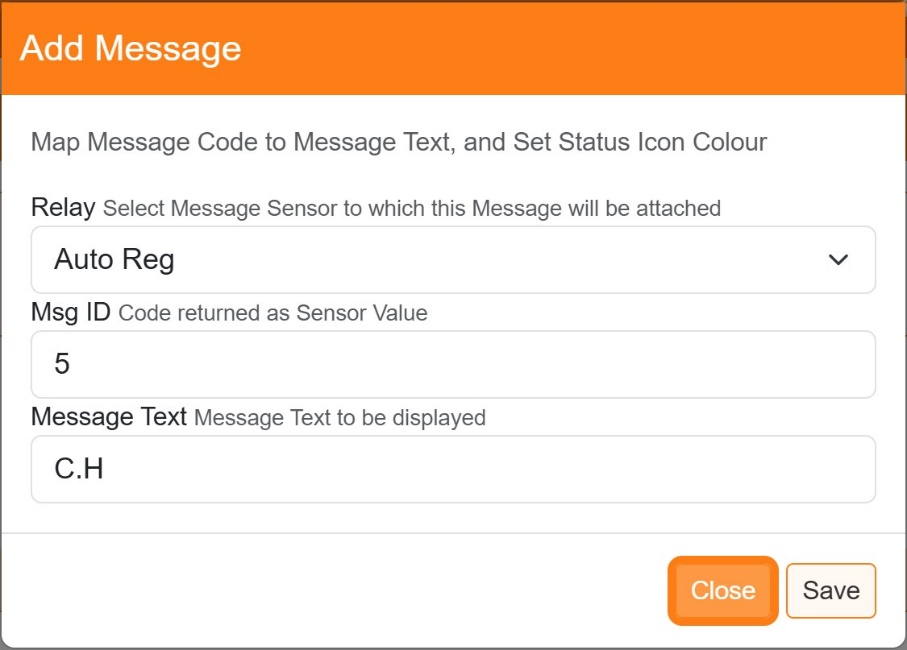 Add Message
Map Message Code to Message Text, and Set Status Icon Colour
Relay Select Message Sensor to which this Message will be attached
Auto Reg
Msg ID Code returned as Sensor Value
5
Message Text Message Text to be displayed
C.H
Close Save